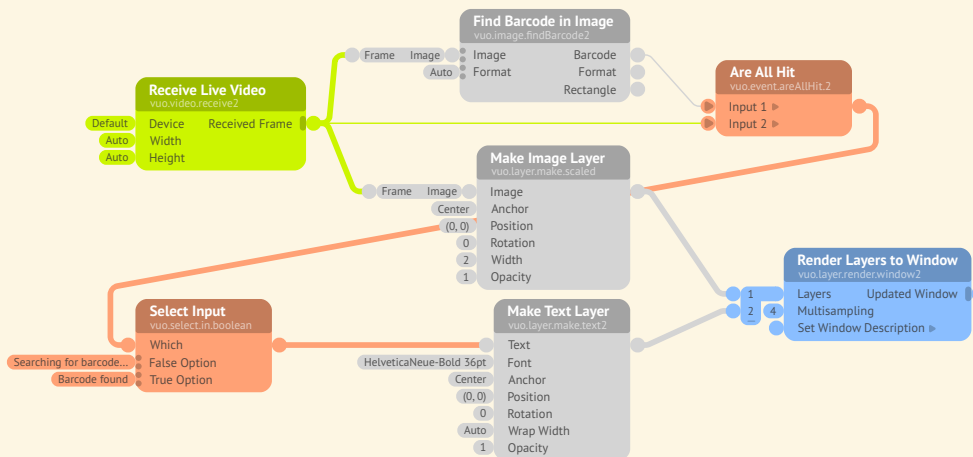 Find Barcode in Image
vuo.image.findBarcode2
Frame Image Image Barcode
Auto Format Format
Rectangle
Are All Hit
vuo.event.areAllHit.2
Input 1
Input 2
Receive Live Video
vuo.video.receive2
Default Device Received Frame
Auto Width
Auto Height
Make Image Layer
vuo.layer.make.scaled
Frame Image Image
Center Anchor
(0, 0) Position
0 Rotation
2 Width
1 Opacity
Render Layers to Window
vuo.layer.render.window2
1 Layers Updated Window
2 4 Multisampling
Set Window Description
Select Input
vuo.select.in.boolean
Which
Searching for barcode... False Option
Barcode found True Option
Make Text Layer
vuo.layer.make.text2
Text
HelveticaNeue-Bold 36pt Font
Center Anchor
(0, 0) Position
0 Rotation
Auto Wrap Width
1 Opacity